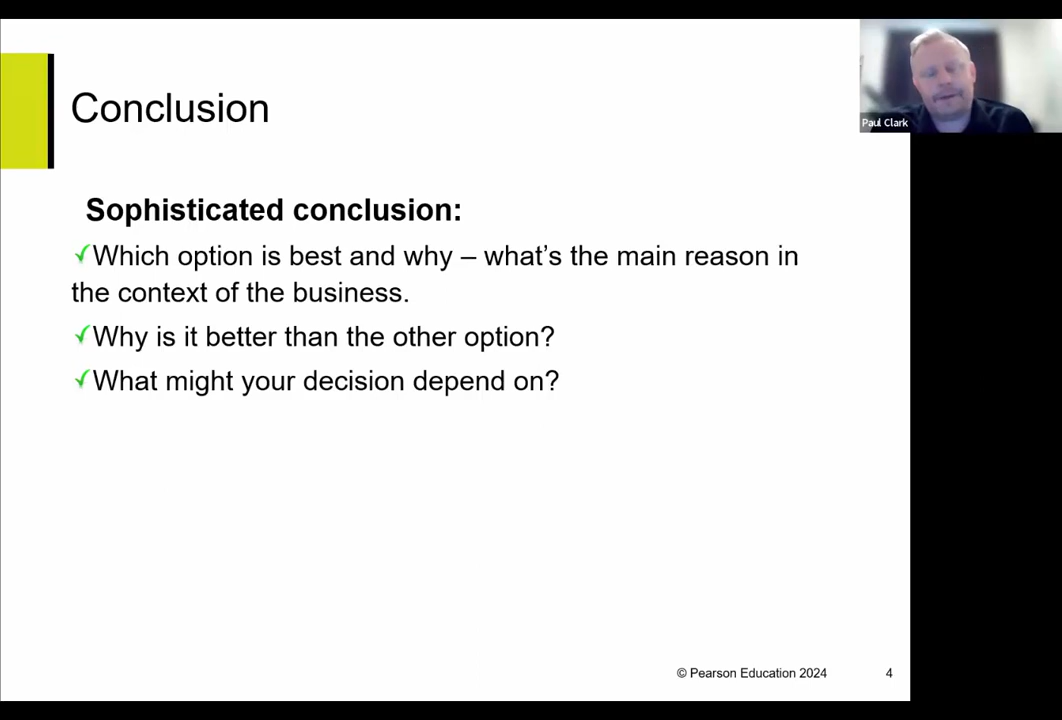 Conclusion
Paul Clark
Sophisticated conclusion:
✓Which option is best and why – what’s the main reason in
the context of the business.
✓Why is it better than the other option?
✓What might your decision depend on?
© Pearson Education 2024
4